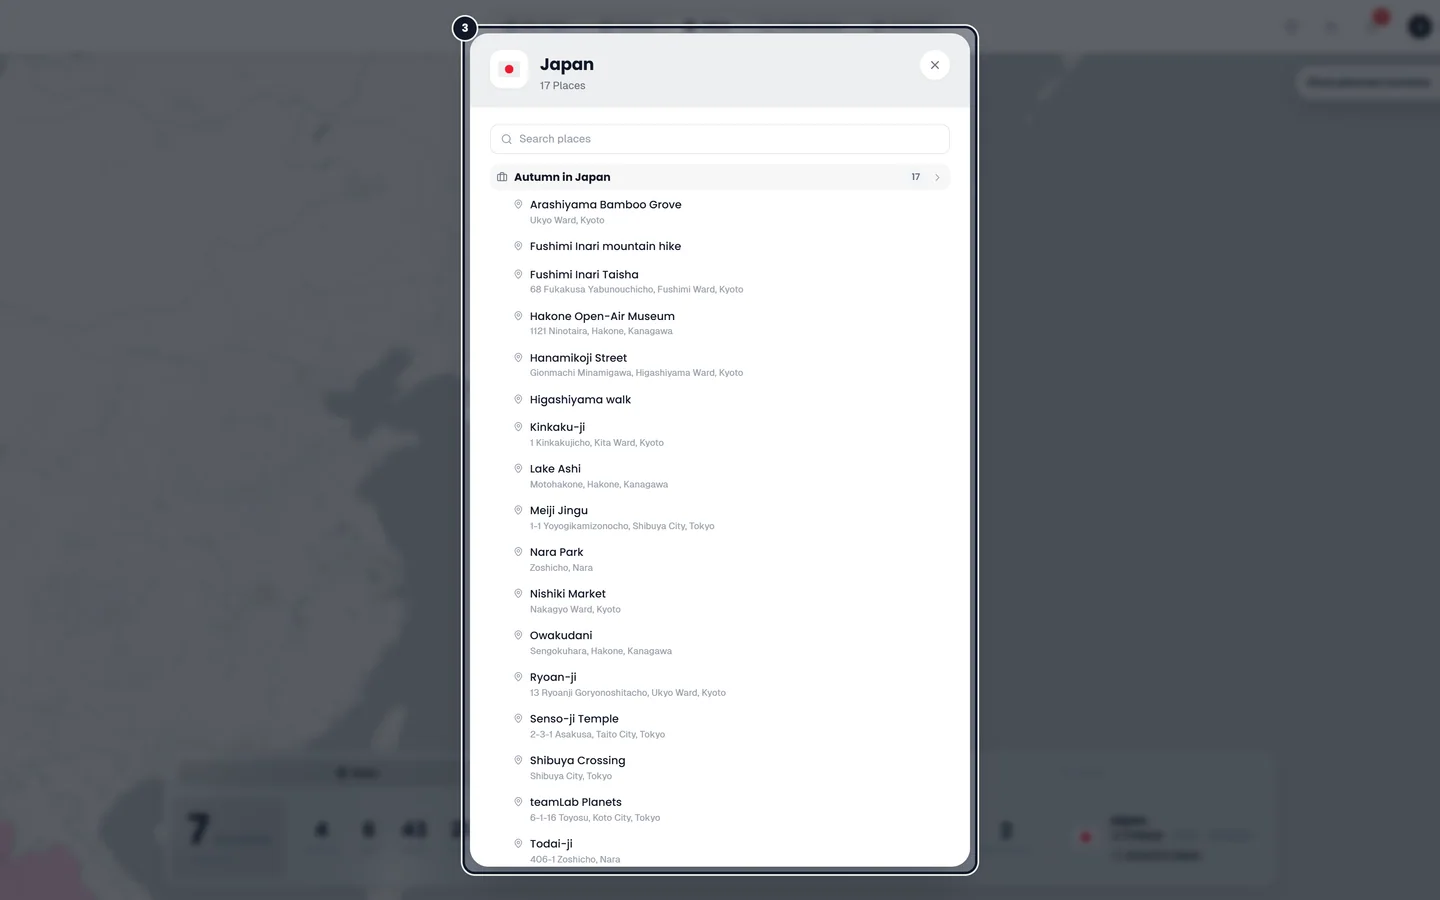 3
Japan
17 Places
Search places
Autumn in Japan 17
Arashiyama Bamboo Grove
Ukyo Ward, Kyoto
Fushimi Inari mountain hike
Fushimi Inari Taisha
68 Fukakusa Yabunouchicho, Fushimi Ward, Kyoto
Hakone Open-Air Museum
1121 Ninotaira, Hakone, Kanagawa
Hanamikoji Street
Gionmachi Minamigawa, Higashiyama Ward, Kyoto
Higashiyama walk
Kinkaku-ji
1 Kinkakujicho, Kita Ward, Kyoto
Lake Ashi
Motohakone, Hakone, Kanagawa
Meiji Jingu
1-1 Yoyogikamizonocho, Shibuya City, Tokyo
Nara Park
Zoshicho, Nara
Nishiki Market
Nakagyo Ward, Kyoto
Owakudani
Sengokuhara, Hakone, Kanagawa
Ryoan-ji
13 Ryoanji Goryonoshitacho, Ukyo Ward, Kyoto
Senso-ji Temple
2-3-1 Asakusa, Taito City, Tokyo
Shibuya Crossing
Shibuya City, Tokyo
teamLab Planets
6-1-16 Toyosu, Koto City, Tokyo
Todai-ji
406-1 Zoshicho, Nara
7